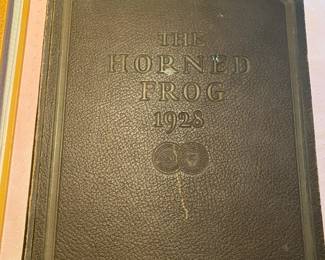 THE
HORNED
FROG
1928